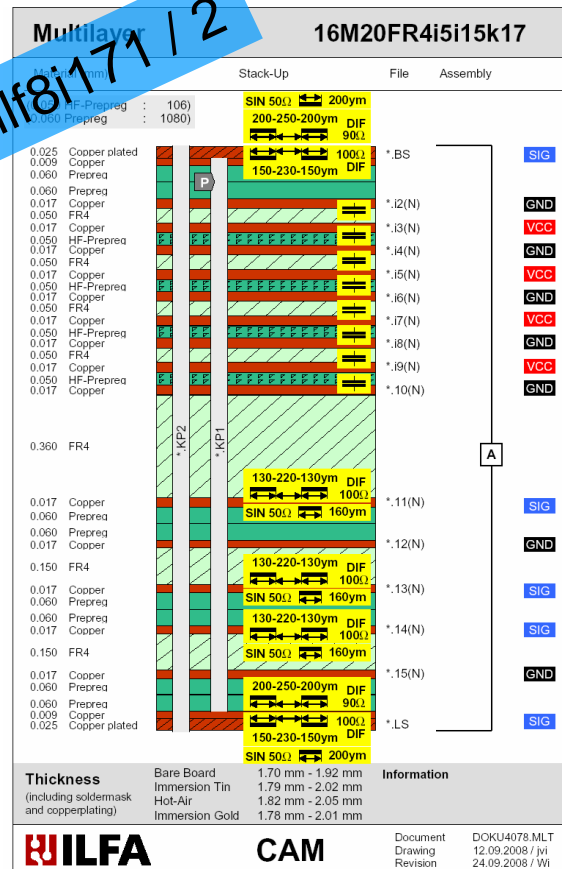 Multilayer 16M20FR4i5i15k17
ilf8i171 / 2
Material (mm) Stack-Up File Assembly
(0.050 HF-Prepreg : 106)
0.060 Prepreg : 1080)
SIN 50Ω 200ym
200-250-200ym DIF
90Ω
0.025 Copper plated 100Ω *.BS SIG
0.009 Copper 150-230-150ym DIF
0.060 Prepreg
P
0.060 Prepreg
0.017 Copper *.i2(N) GND
0.050 FR4
0.017 Copper *.i3(N) VCC
0.050 HF-Prepreg
0.017 Copper *.i4(N) GND
0.050 FR4
0.017 Copper *.i5(N) VCC
0.050 HF-Prepreg
0.017 Copper *.i6(N) GND
0.050 FR4
0.017 Copper *.i7(N) VCC
0.050 HF-Prepreg
0.017 Copper *.i8(N) GND
0.050 FR4
0.017 Copper *.i9(N) VCC
0.050 HF-Prepreg
0.017 Copper *.10(N) GND
0.360 FR4
*.KP2 *.KP1
A
130-220-130ym DIF
100Ω
0.017 Copper *.11(N) SIG
0.060 Prepreg SIN 50Ω 160ym
0.060 Prepreg
0.017 Copper *.12(N) GND
0.150 FR4 130-220-130ym DIF
100Ω
0.017 Copper *.13(N) SIG
0.060 Prepreg SIN 50Ω 160ym
0.060 Prepreg 130-220-130ym DIF
0.017 Copper 100Ω *.14(N) SIG
0.150 FR4 SIN 50Ω 160ym
0.017 Copper *.15(N) GND
0.060 Prepreg 200-250-200ym DIF
90Ω
0.060 Prepreg
0.009 Copper 100Ω *.LS SIG
0.025 Copper plated 150-230-150ym DIF
SIN 50Ω 200ym
Thickness Bare Board 1.70 mm - 1.92 mm Information
(including soldermask Immersion Tin 1.79 mm - 2.02 mm
and copperplating) Hot-Air 1.82 mm - 2.05 mm
Immersion Gold 1.78 mm - 2.01 mm
ILFA CAM
Document DOKU4078.MLT
Drawing 12.09.2008 / jvi
Revision 24.09.2008 / Wi